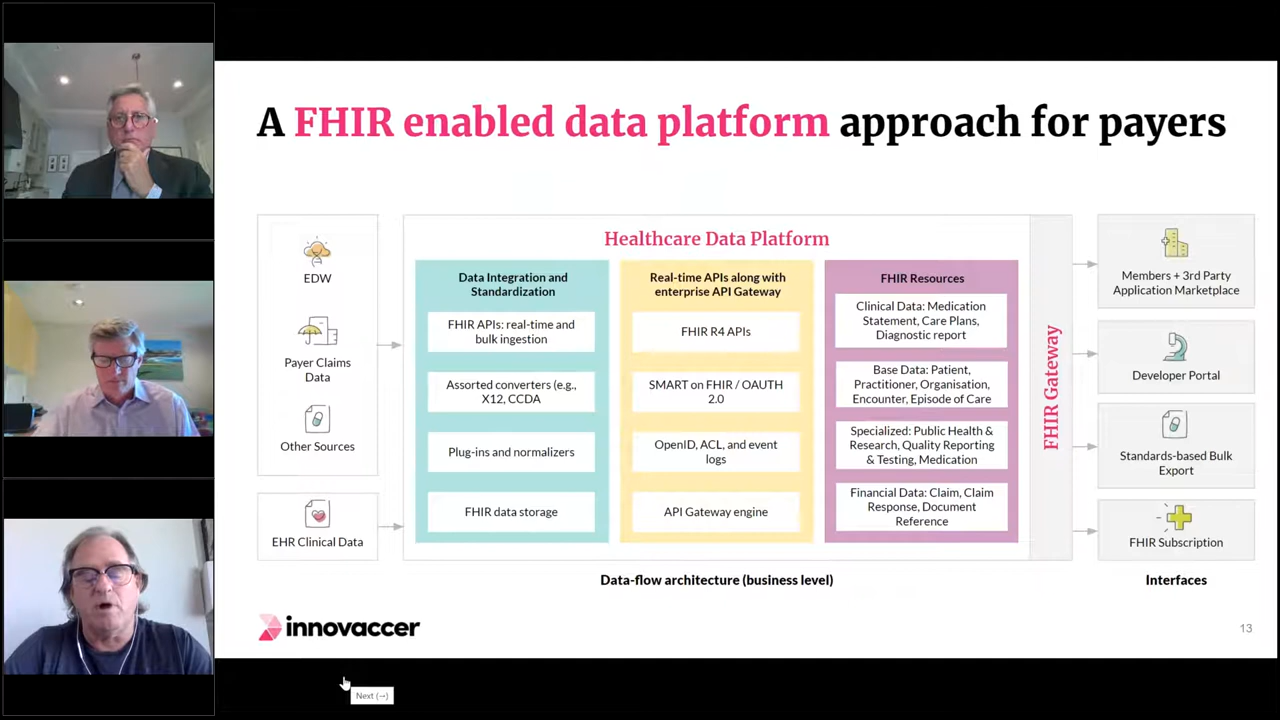 A FHIR enabled data platform approach for payers
EDW
Payer Claims
Data
Other Sources
EHR Clinical Data
Healthcare Data Platform
Data Integration and
Standardization
FHIR APIs: real-time and
bulk ingestion
Assorted converters (e.g.,
X12, CCDA
Plug-ins and normalizers
FHIR data storage
Real-time APIs along with
enterprise API Gateway
FHIR R4 APIs
SMART on FHIR / OAUTH
2.0
OpenID, ACL, and event
logs
API Gateway engine
FHIR Resources
Clinical Data: Medication
Statement, Care Plans,
Diagnostic report
Base Data: Patient,
Practitioner, Organisation,
Encounter, Episode of Care
Specialized: Public Health &
Research, Quality Reporting
& Testing, Medication
Financial Data: Claim, Claim
Response, Document
Reference
FHIR Gateway
Members + 3rd Party
Application Marketplace
Developer Portal
Standards-based Bulk
Export
FHIR Subscription
Data-flow architecture (business level)
Interfaces
innovaccer
13
Next (→)